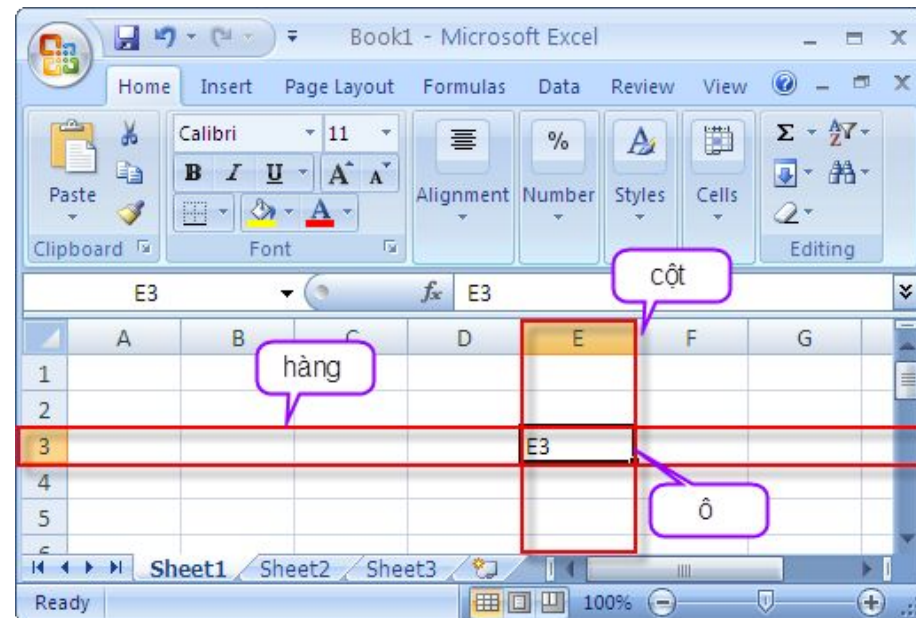 Book1 - Microsoft Excel
Home Insert Page Layout Formulas Data Review View
Calibri 11 % A Σ A Z
Paste B I U A A Alignment Number Styles Cells
A
Clipboard Font Editing
E3 fx E3
cột
A B C D E F G
hàng
1
2
3 E3
4
5
ô
6
Sheet1 Sheet2 Sheet3
Ready 100%